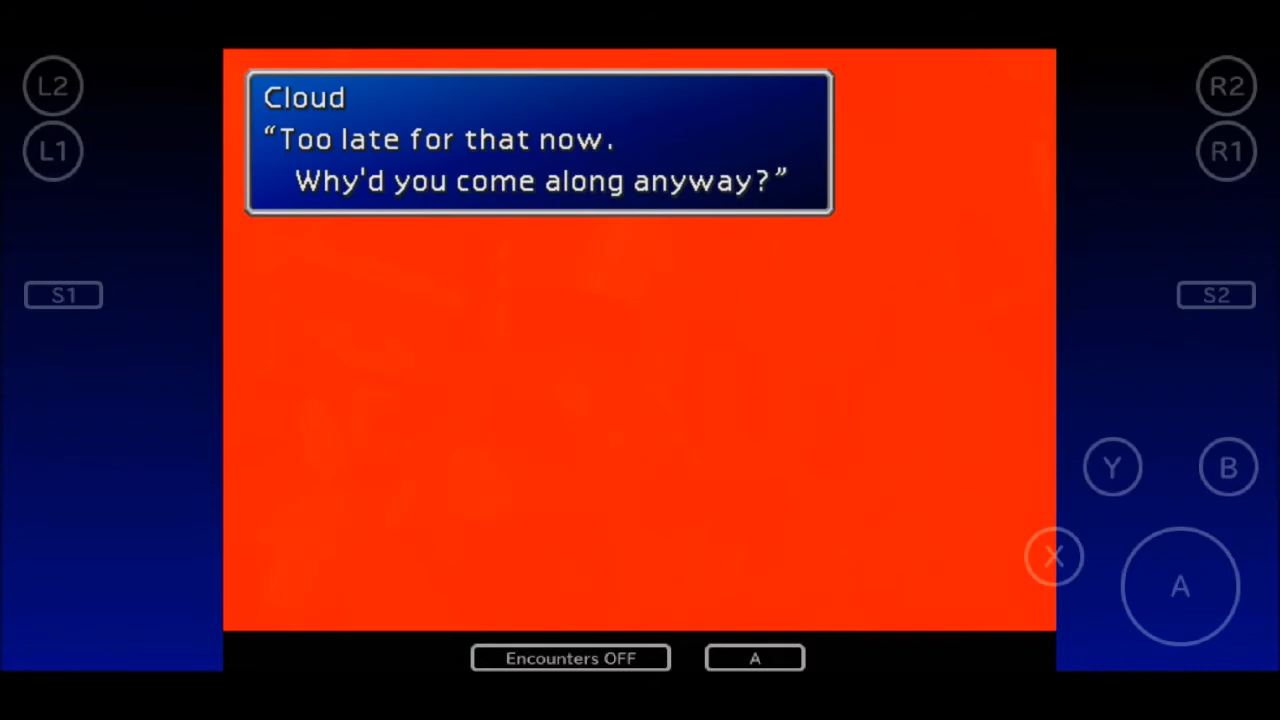 L2
R2
Cloud
“Too late for that now.
Why'd you come along anyway?”
L1
R1
S1
S2
Y
B
X
A
Encounters OFF
A